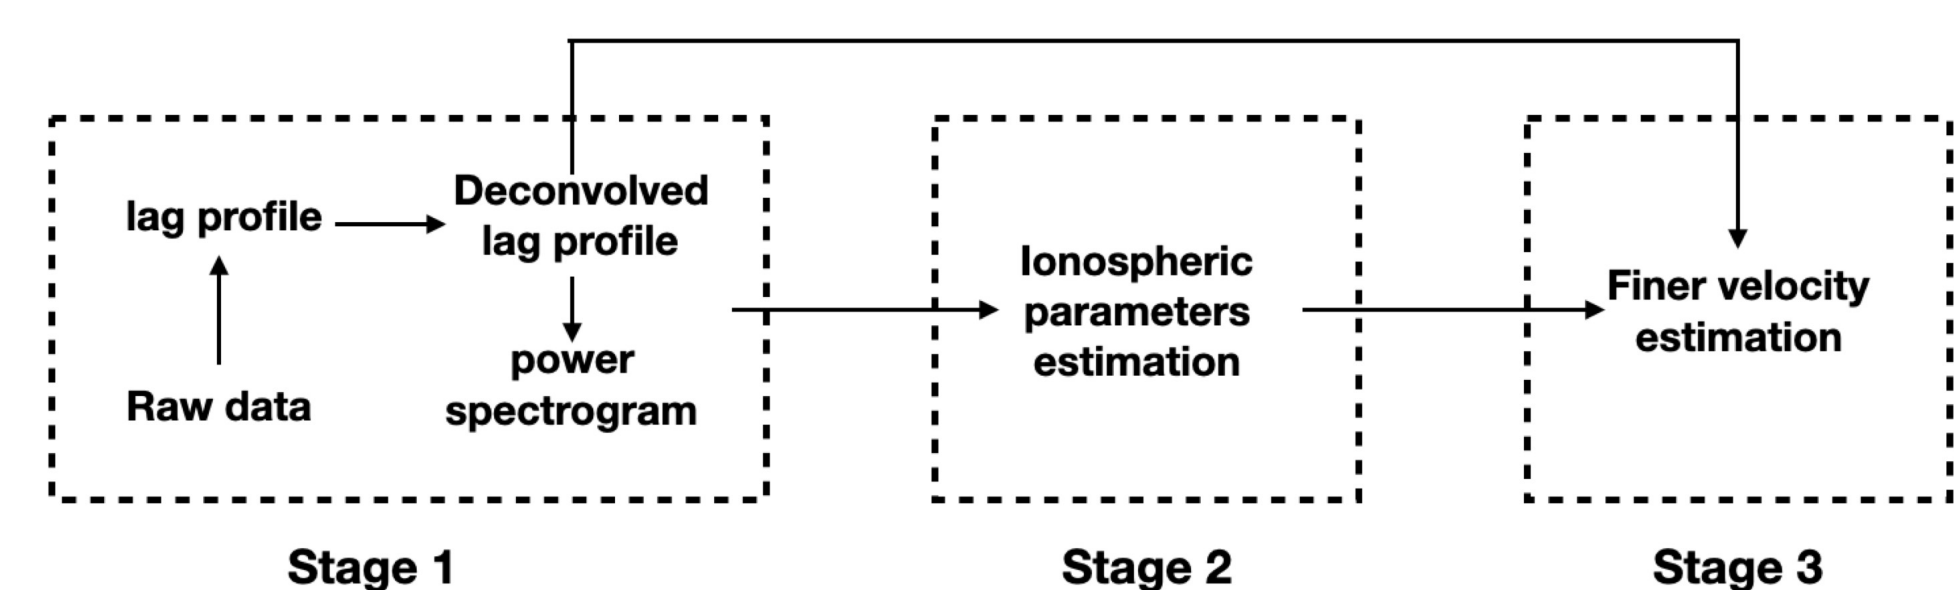 lag profile
Deconvolved
lag profile
Raw data
power
spectrogram
Ionospheric
parameters
estimation
Finer velocity
estimation
Stage 1
Stage 2
Stage 3